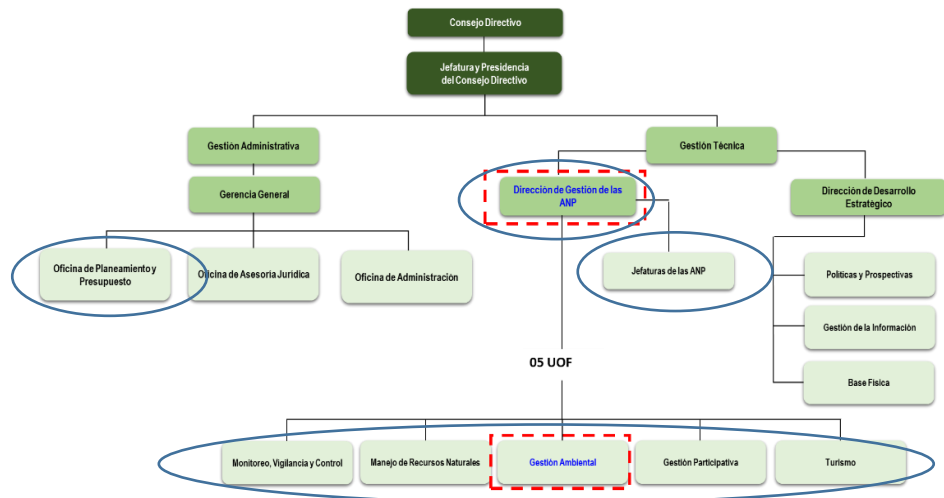 Consejo Directivo
Jefatura y Presidencia
del Consejo Directivo
Gestión Administrativa
Gestión Técnica
Gerencia General
Dirección de Gestión de las
ANP
Dirección de Desarrollo
Estratégico
Oficina de Planeamiento y
Presupuesto
Oficina de Asesoria Juridica
Oficina de Administración
Jefaturas de las ANP
Políticas y Prospectivas
Gestión de la Información
Base Física
05 UOF
Monitoreo, Vigilancia y Control
Manejo de Recursos Naturales
Gestión Ambiental
Gestión Participativa
Turismo